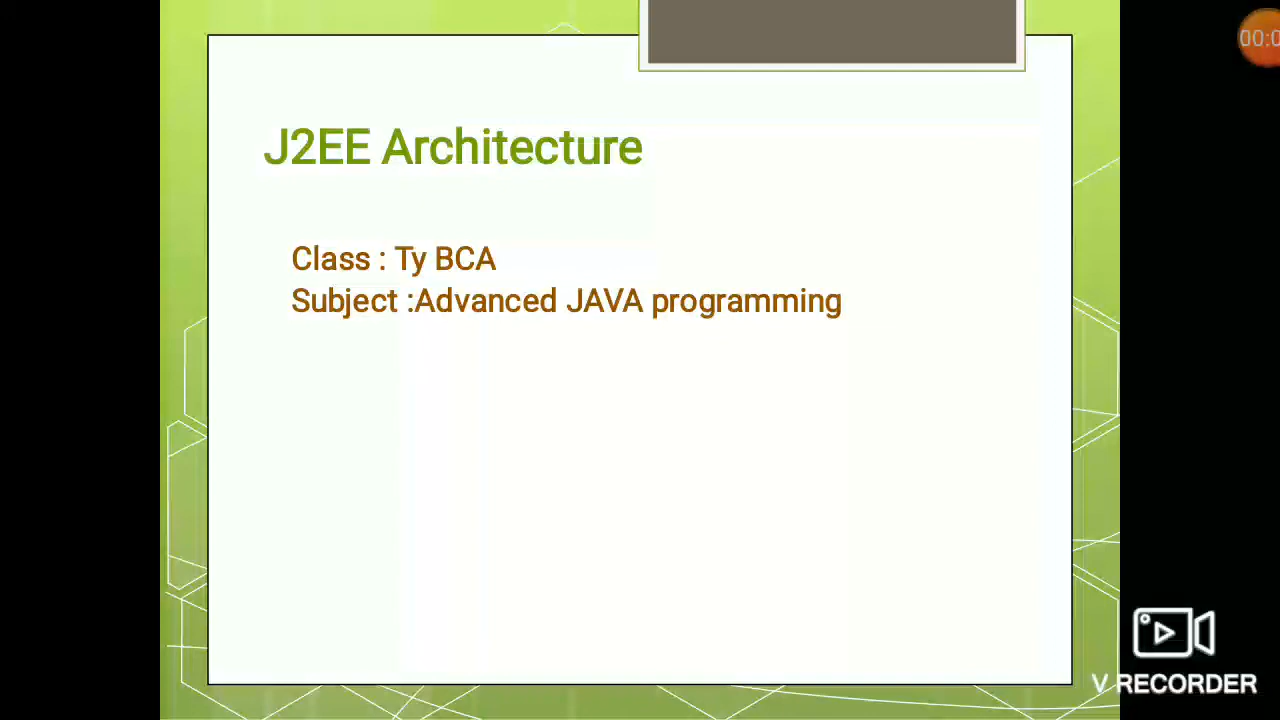 J2EE Architecture
Class : Ty BCA
Subject :Advanced JAVA programming
V RECORDER